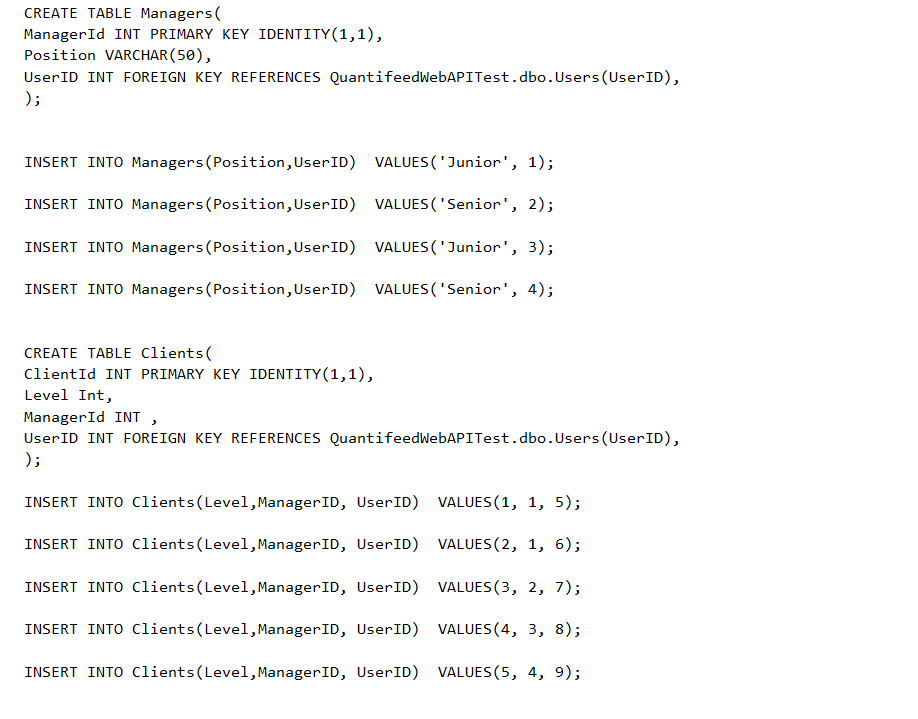 CREATE TABLE Managers(
ManagerId INT PRIMARY KEY IDENTITY(1,1),
Position VARCHAR(50),
UserID INT FOREIGN KEY REFERENCES QuantifeedWebAPITest.dbo.Users(UserID),
);
INSERT INTO Managers(Position,UserID)  VALUES('Junior', 1);
INSERT INTO Managers(Position,UserID)  VALUES('Senior', 2);
INSERT INTO Managers(Position,UserID)  VALUES('Junior', 3);
INSERT INTO Managers(Position,UserID)  VALUES('Senior', 4);
CREATE TABLE Clients(
ClientId INT PRIMARY KEY IDENTITY(1,1),
Level Int,
ManagerId INT ,
UserID INT FOREIGN KEY REFERENCES QuantifeedWebAPITest.dbo.Users(UserID),
);
INSERT INTO Clients(Level,ManagerID, UserID)  VALUES(1, 1, 5);
INSERT INTO Clients(Level,ManagerID, UserID)  VALUES(2, 1, 6);
INSERT INTO Clients(Level,ManagerID, UserID)  VALUES(3, 2, 7);
INSERT INTO Clients(Level,ManagerID, UserID)  VALUES(4, 3, 8);
INSERT INTO Clients(Level,ManagerID, UserID)  VALUES(5, 4, 9);